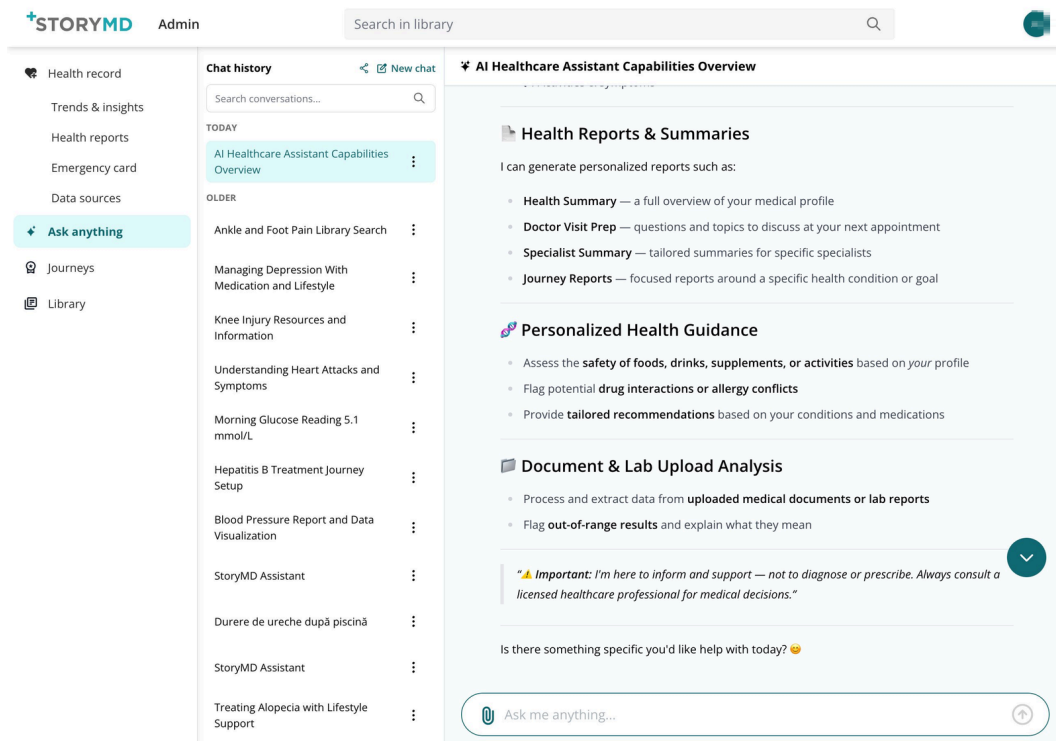 +STORYMD
Admin
Search in library
Health record
Trends & insights
Health reports
Emergency card
Data sources
Ask anything
Journeys
Library
Chat history
New chat
Search conversations...
TODAY
AI Healthcare Assistant Capabilities
Overview
OLDER
Ankle and Foot Pain Library Search
Managing Depression With
Medication and Lifestyle
Knee Injury Resources and
Information
Understanding Heart Attacks and
Symptoms
Morning Glucose Reading 5.1
mmol/L
Hepatitis B Treatment Journey
Setup
Blood Pressure Report and Data
Visualization
StoryMD Assistant
Durere de ureche după piscină
StoryMD Assistant
Treating Alopecia with Lifestyle
Support
AI Healthcare Assistant Capabilities Overview
Health Reports & Summaries
I can generate personalized reports such as:
Health Summary — a full overview of your medical profile
Doctor Visit Prep — questions and topics to discuss at your next appointment
Specialist Summary — tailored summaries for specific specialists
Journey Reports — focused reports around a specific health condition or goal
Personalized Health Guidance
Assess the safety of foods, drinks, supplements, or activities based on your profile
Flag potential drug interactions or allergy conflicts
Provide tailored recommendations based on your conditions and medications
Document & Lab Upload Analysis
Process and extract data from uploaded medical documents or lab reports
Flag out-of-range results and explain what they mean
"⚠️ Important: I'm here to inform and support — not to diagnose or prescribe. Always consult a
licensed healthcare professional for medical decisions."
Is there something specific you'd like help with today? 😊
Ask me anything...